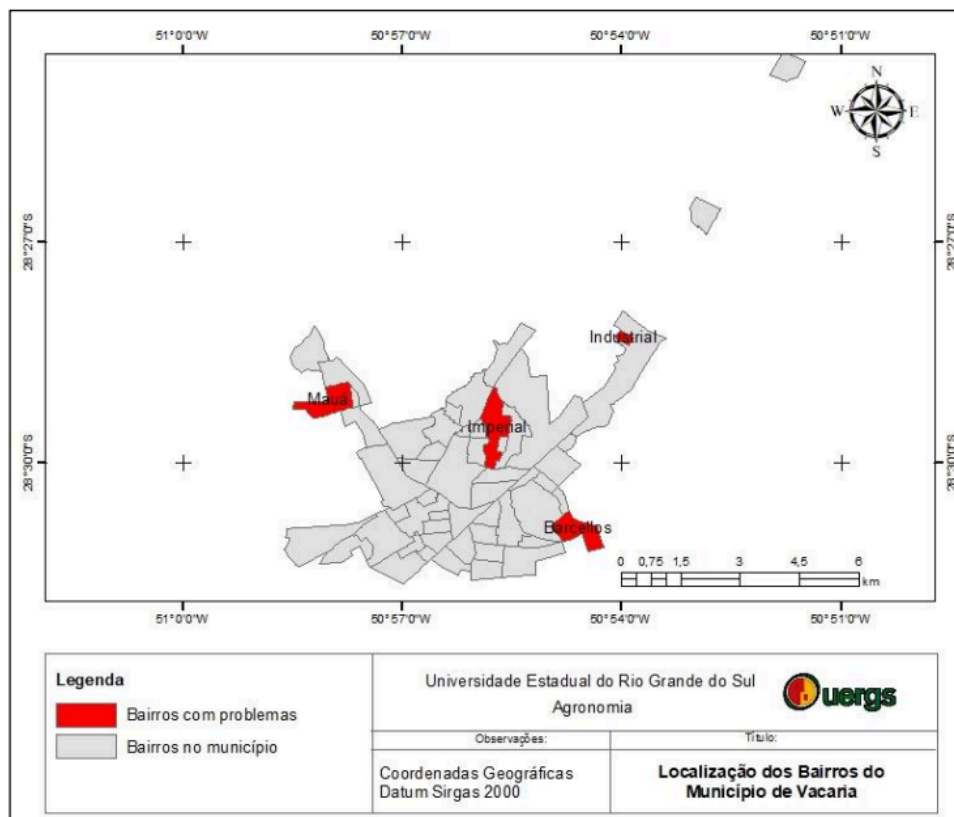 51°0'0"W
50°57'0"W
50°54'0"W
50°51'0"W
N
W
E
S
28°27'0"S
28°27'0"S
Industrial
Mauá
Imperial
28°30'0"S
28°30'0"S
Barcellos
0 0,75 1,5 3 4,5 6
km
51°0'0"W
50°57'0"W
50°54'0"W
50°51'0"W
Legenda
Bairros com problemas
Bairros no município
Universidade Estadual do Rio Grande do Sul
Agronomia
uergs
Observações:
Título:
Coordenadas Geográficas
Datum Sirgas 2000
Localização dos Bairros do
Município de Vacaria